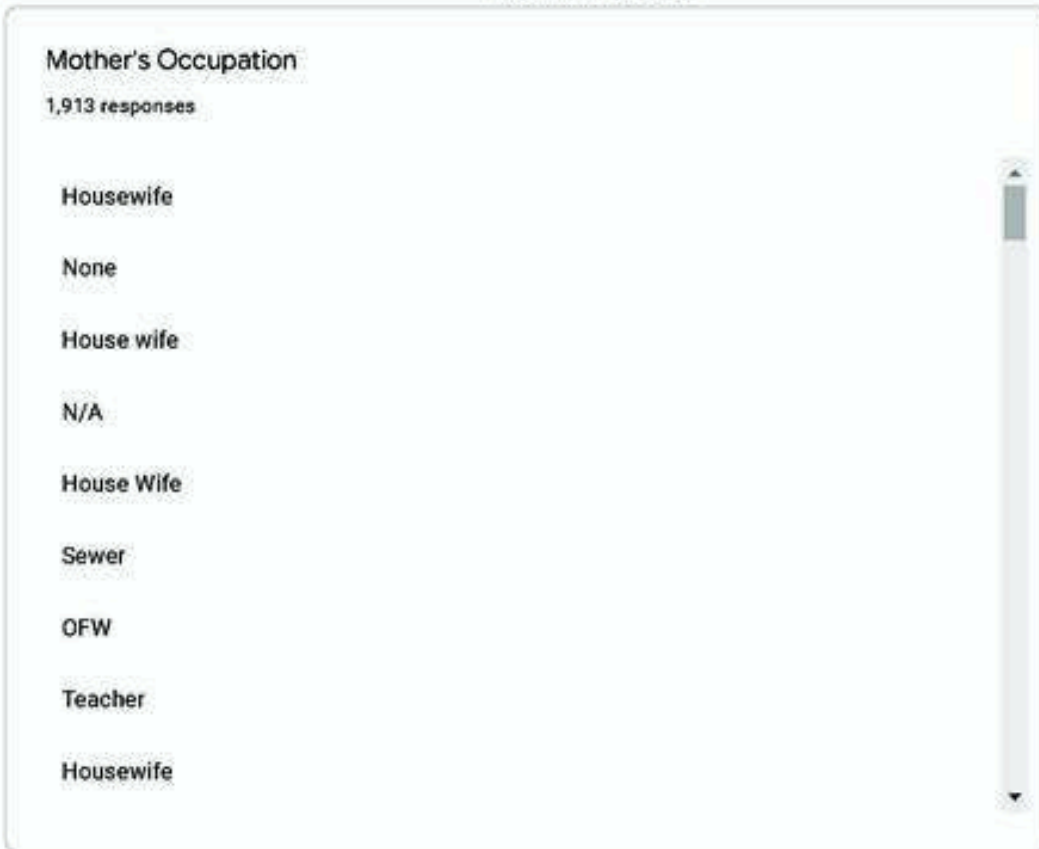 Mother's Occupation
1,913 responses
Housewife
None
House wife
N/A
House Wife
Sewer
OFW
Teacher
Housewife